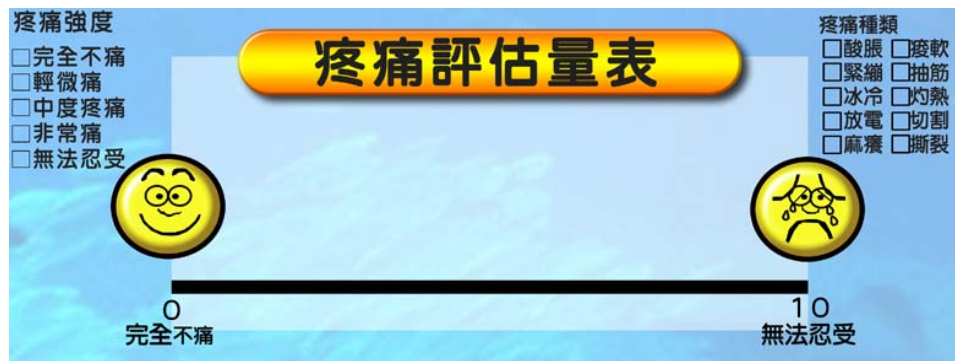 疼痛強度
□完全不痛
□輕微痛
□中度疼痛
□非常痛
□無法忍受
疼痛評估量表
疼痛種類
□酸脹 □痠軟
□緊繃 □抽筋
□冰冷 □灼熱
□放電 □切割
□麻癢 □撕裂
0
完全不痛
10
無法忍受